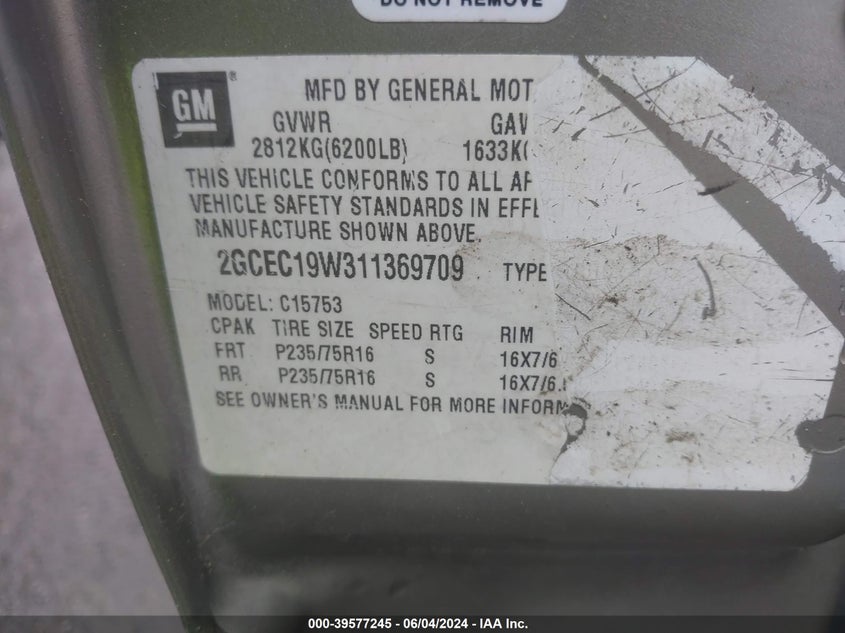 DO NOT REMOVE
GM ®
MFD BY GENERAL MOT
GVWR GAV
2812KG(6200LB) 1633K(
THIS VEHICLE CONFORMS TO ALL AP
VEHICLE SAFETY STANDARDS IN EFFE
MANUFACTURE SHOWN ABOVE.
2GCEC19W311369709 TYPE
MODEL: C15753
CPAK TIRE SIZE SPEED RTG RIM
FRT P235/75R16 S 16X7/6
RR P235/75R16 S 16X7/6.
SEE OWNER'S MANUAL FOR MORE INFORM
000-39577245 - 06/04/2024 - IAA Inc.